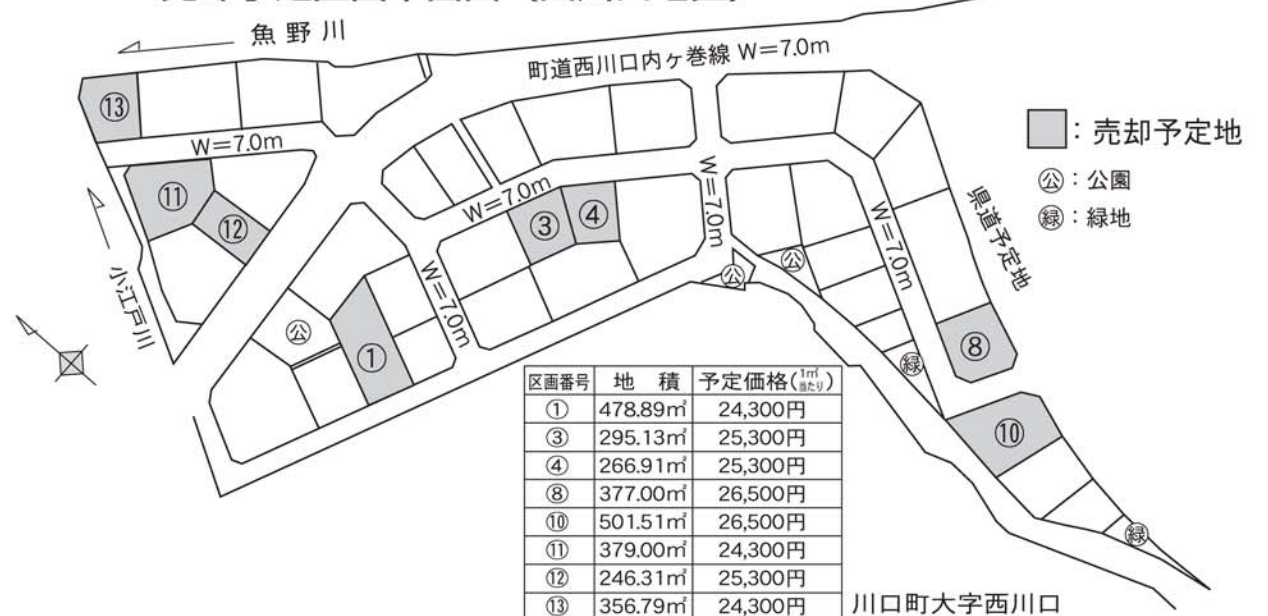 魚野川
町道西川口内ヶ巻線 W=7.0m
⑬
W=7.0m
⑪
⑫
小江戸川
W=7.0m
③
④
W=7.0m
W=7.0m
県道予定地
:売却予定地
公:公園
緑:緑地
公
公
公
W=7.0m
①
⑧
緑
⑩
緑
区画番号 地 積 予定価格(1㎡当たり)
① 478.89㎡ 24,300円
③ 295.13㎡ 25,300円
④ 266.91㎡ 25,300円
⑧ 377.00㎡ 26,500円
⑩ 501.51㎡ 26,500円
⑪ 379.00㎡ 24,300円
⑫ 246.31㎡ 25,300円
⑬ 356.79㎡ 24,300円
川口町大字西川口